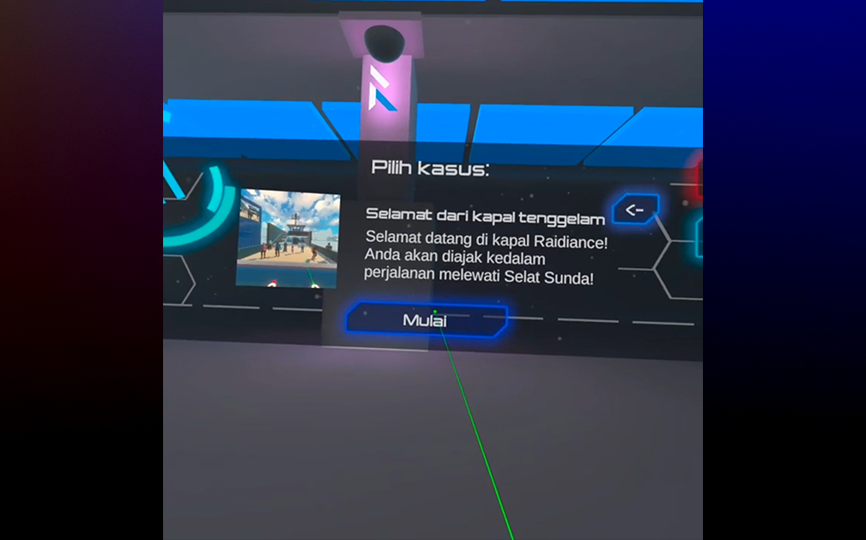 Pilih kasus:
Selamat dari kapal tenggelam
<-
Selamat datang di kapal Raidiance!
Anda akan diajak kedalam
perjalanan melewati Selat Sunda!
Mulai